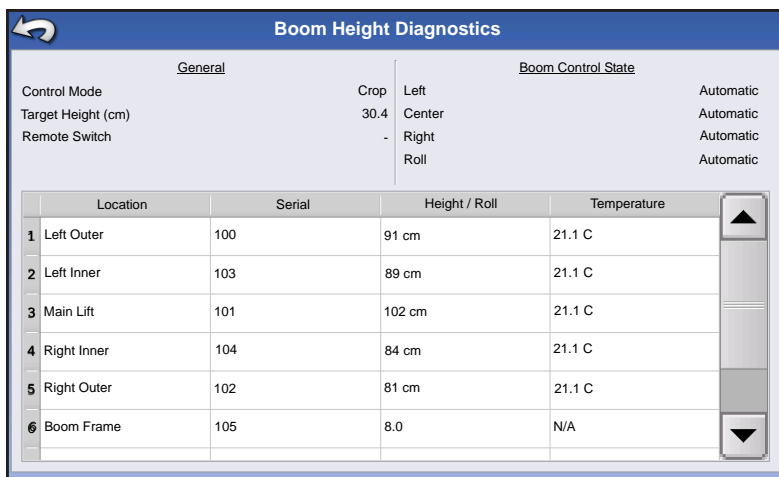 Boom Height Diagnostics
General
Control Mode Crop
Target Height (cm) 30.4
Remote Switch -
Boom Control State
Left Automatic
Center Automatic
Right Automatic
Roll Automatic
Location Serial Height / Roll Temperature
1 Left Outer 100 91 cm 21.1 C
2 Left Inner 103 89 cm 21.1 C
3 Main Lift 101 102 cm 21.1 C
4 Right Inner 104 84 cm 21.1 C
5 Right Outer 102 81 cm 21.1 C
6 Boom Frame 105 8.0 N/A